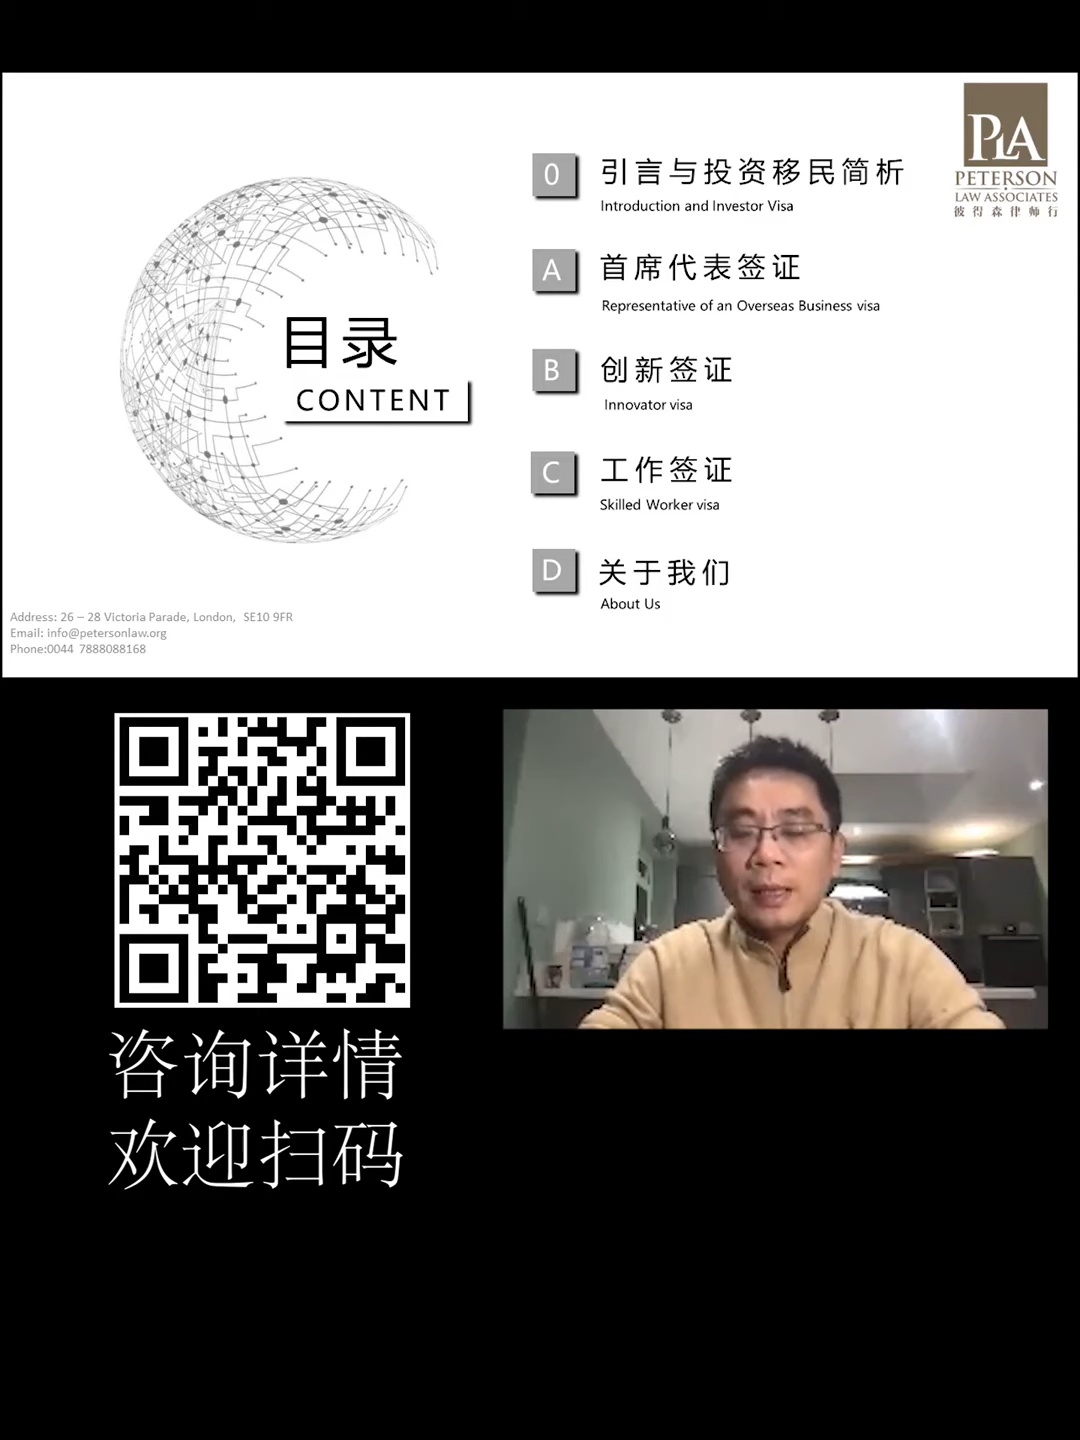 目录
CONTENT
0
引言与投资移民简析
Introduction and Investor Visa
A
首席代表签证
Representative of an Overseas Business visa
B
创新签证
Innovator visa
C
工作签证
Skilled Worker visa
D
关于我们
About Us
PLA
PETERSON
LAW ASSOCIATES
彼得森律师行
Address: 26 – 28 Victoria Parade, London, SE10 9FR
Email: info@petersonlaw.org
Phone:0044 7888088168
咨询详情
欢迎扫码